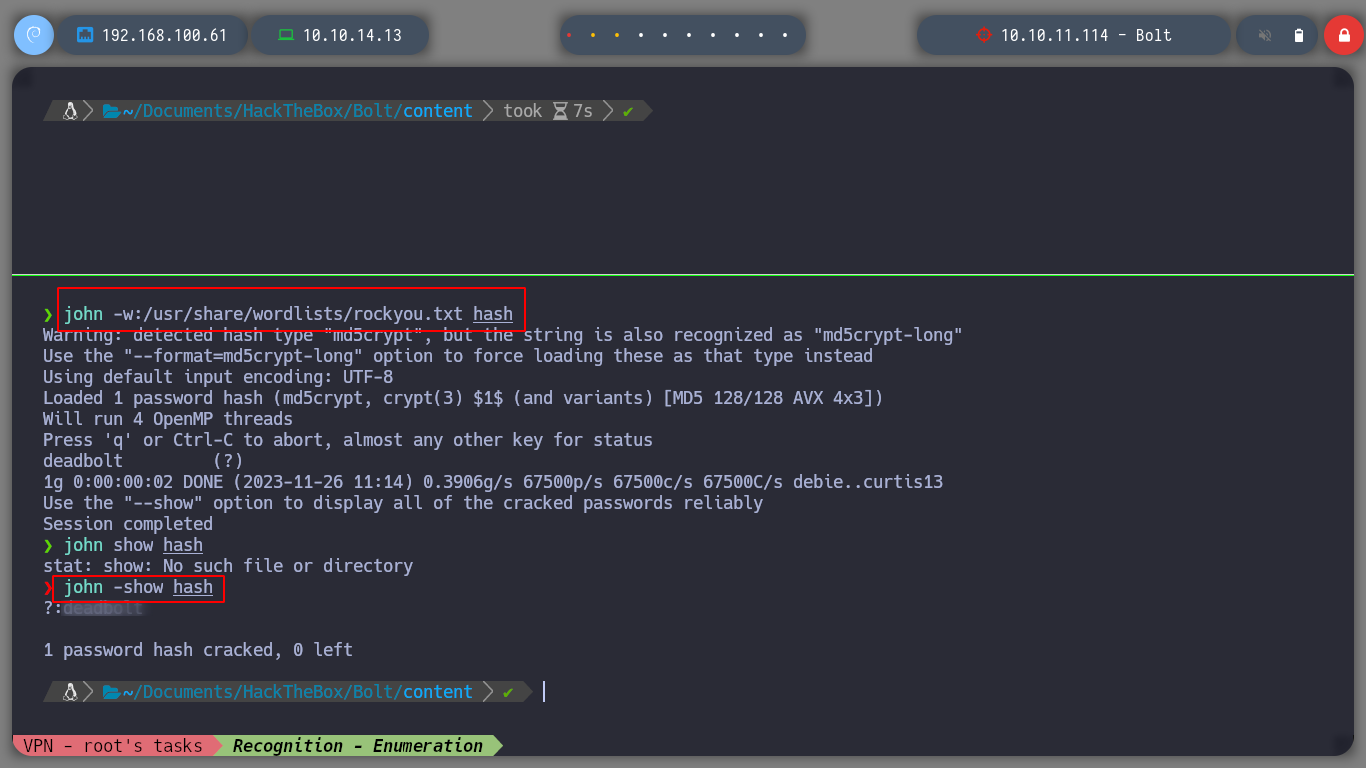 192.168.100.61
10.10.14.13
10.10.11.114 - Bolt
~/Documents/HackTheBox/Bolt/content took 7s ✔
❯ john -w:/usr/share/wordlists/rockyou.txt hash
Warning: detected hash type "md5crypt", but the string is also recognized as "md5crypt-long"
Use the "--format=md5crypt-long" option to force loading these as that type instead
Using default input encoding: UTF-8
Loaded 1 password hash (md5crypt, crypt(3) $1$ (and variants) [MD5 128/128 AVX 4x3])
Will run 4 OpenMP threads
Press 'q' or Ctrl-C to abort, almost any other key for status
deadbolt         (?)
1g 0:00:00:02 DONE (2023-11-26 11:14) 0.3906g/s 67500p/s 67500c/s 67500C/s debie..curtis13
Use the "--show" option to display all of the cracked passwords reliably
Session completed
❯ john show hash
stat: show: No such file or directory
❯ john -show hash
?:deadbolt
1 password hash cracked, 0 left
~/Documents/HackTheBox/Bolt/content ✔
VPN - root's tasks
Recognition - Enumeration